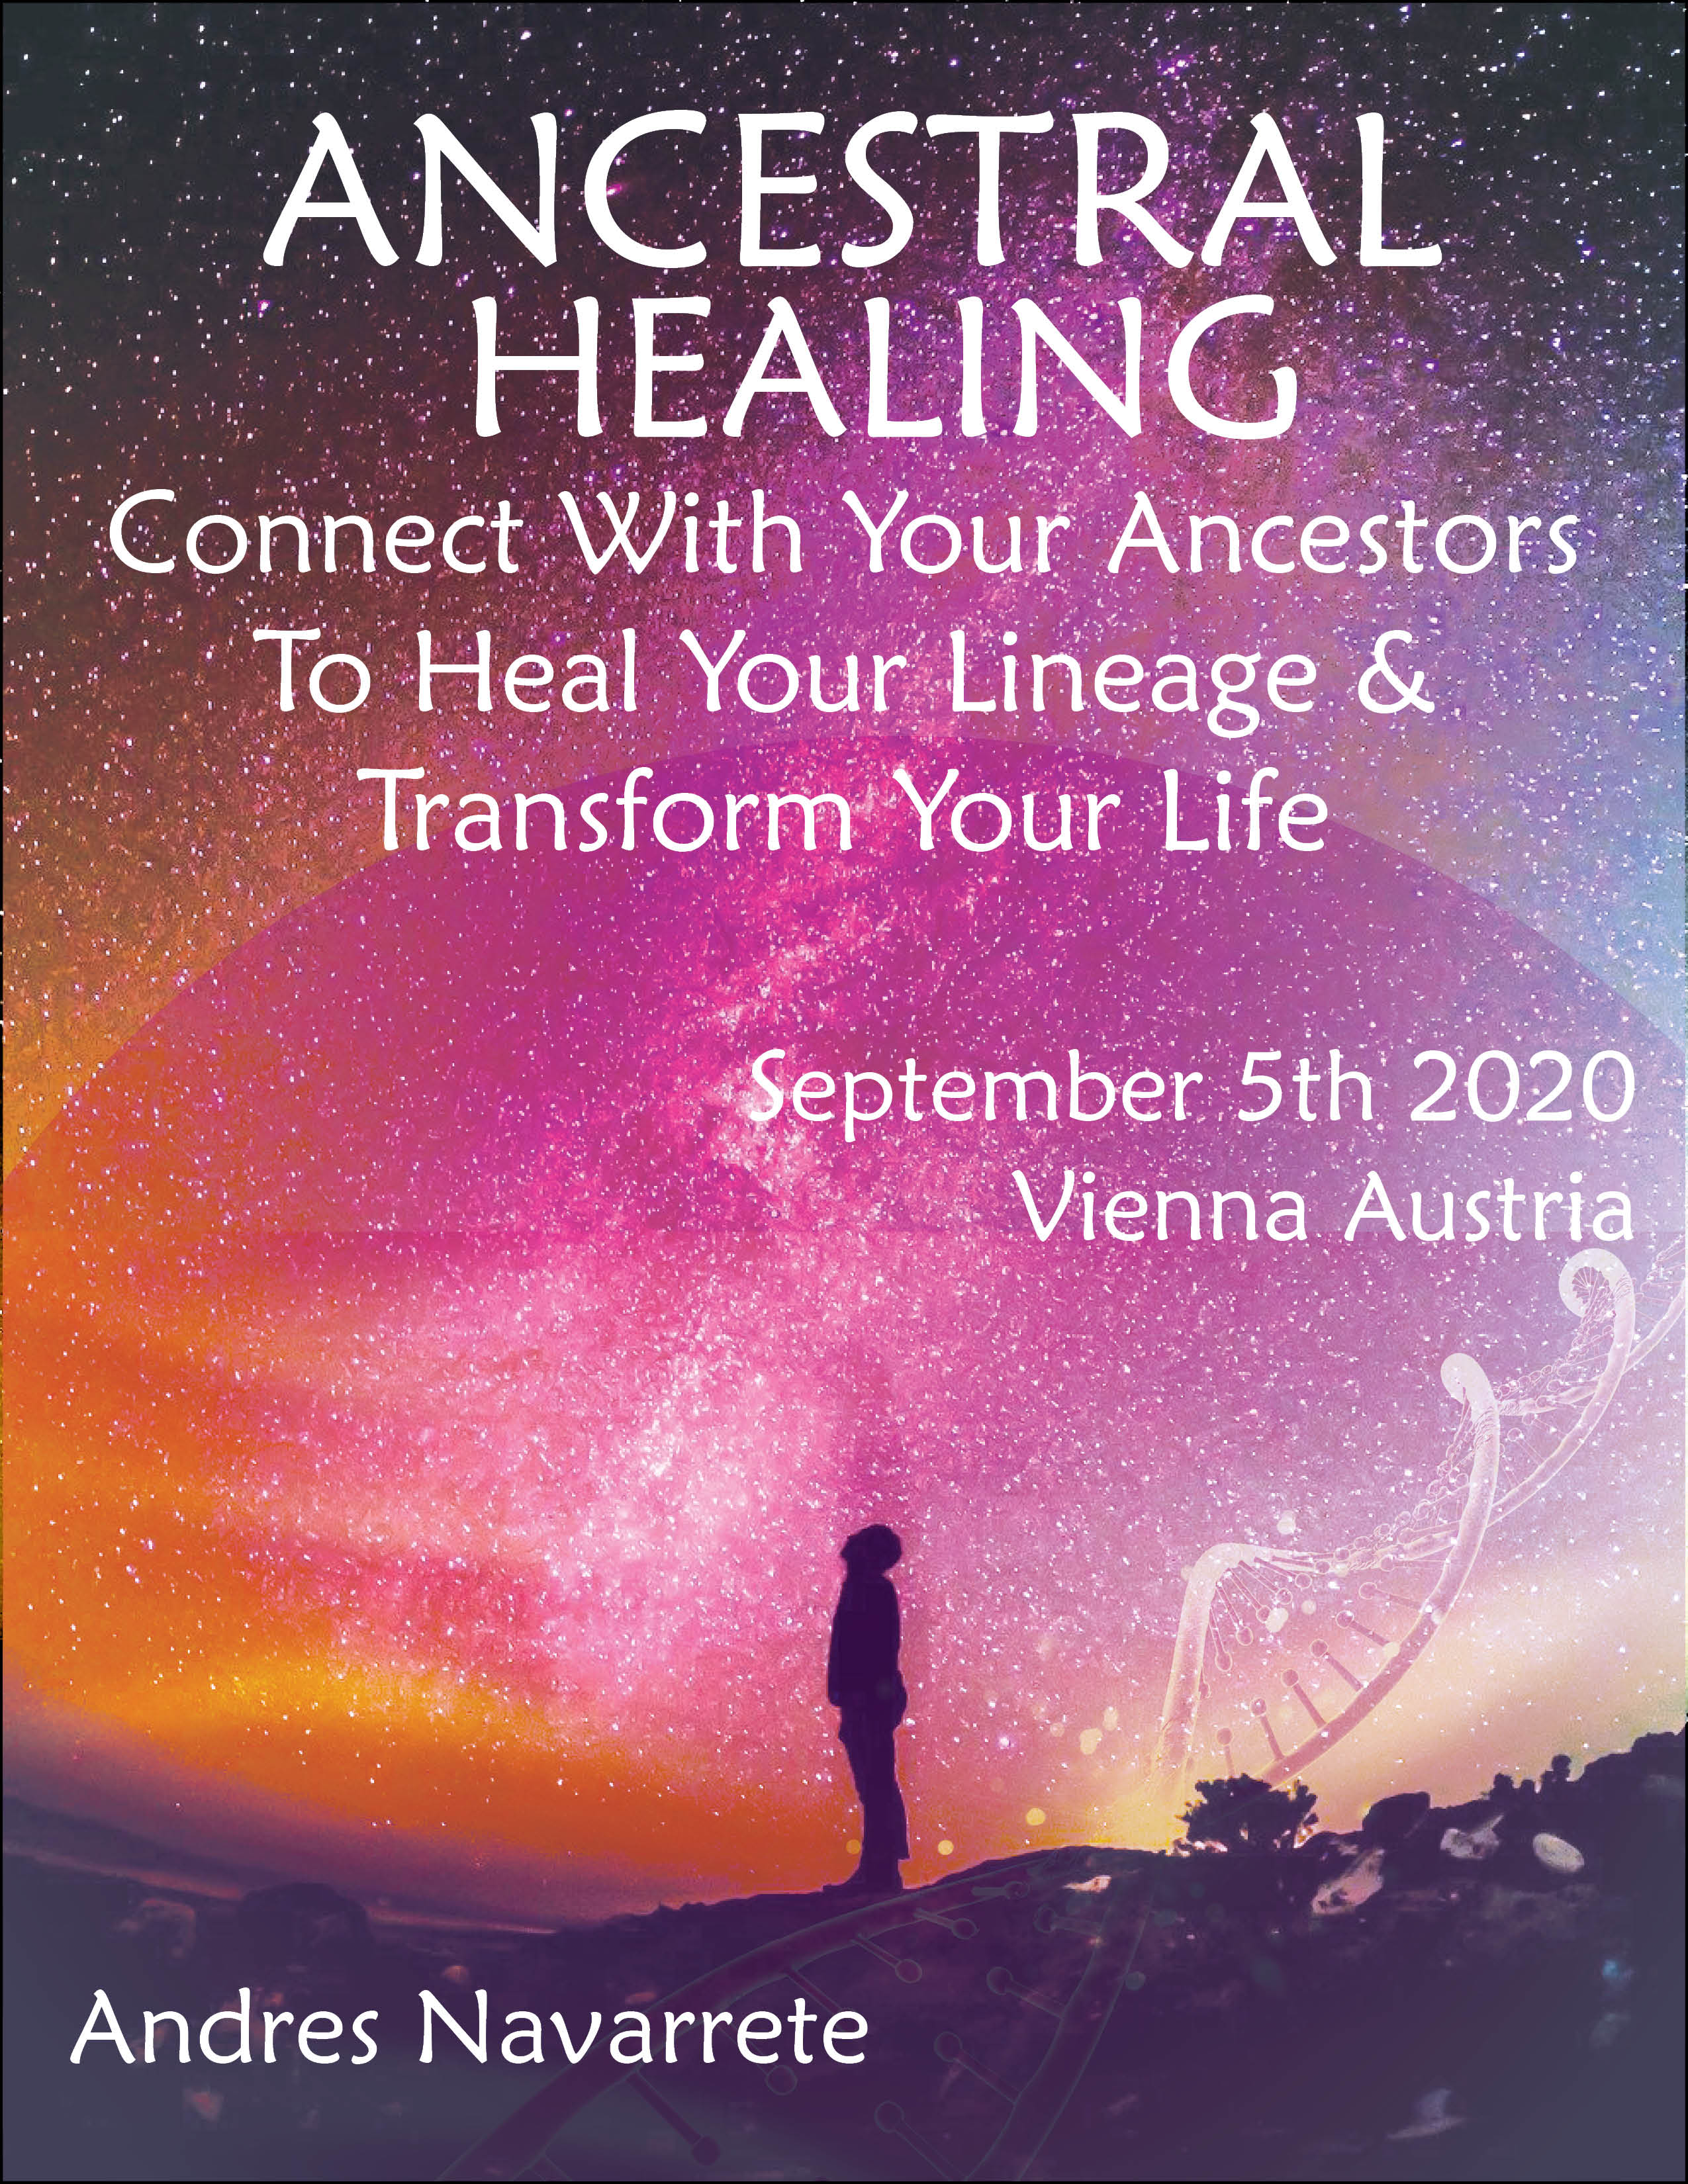 ANCESTRAL
HEALING
Connect With Your Ancestors
To Heal Your Lineage &
Transform Your Life
September 5th 2020
Vienna Austria
Andres Navarrete